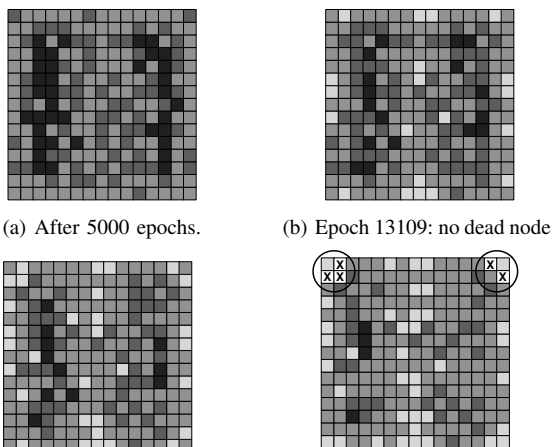 (a) After 5000 epochs.
(b) Epoch 13109: no dead node
X X
X X X X